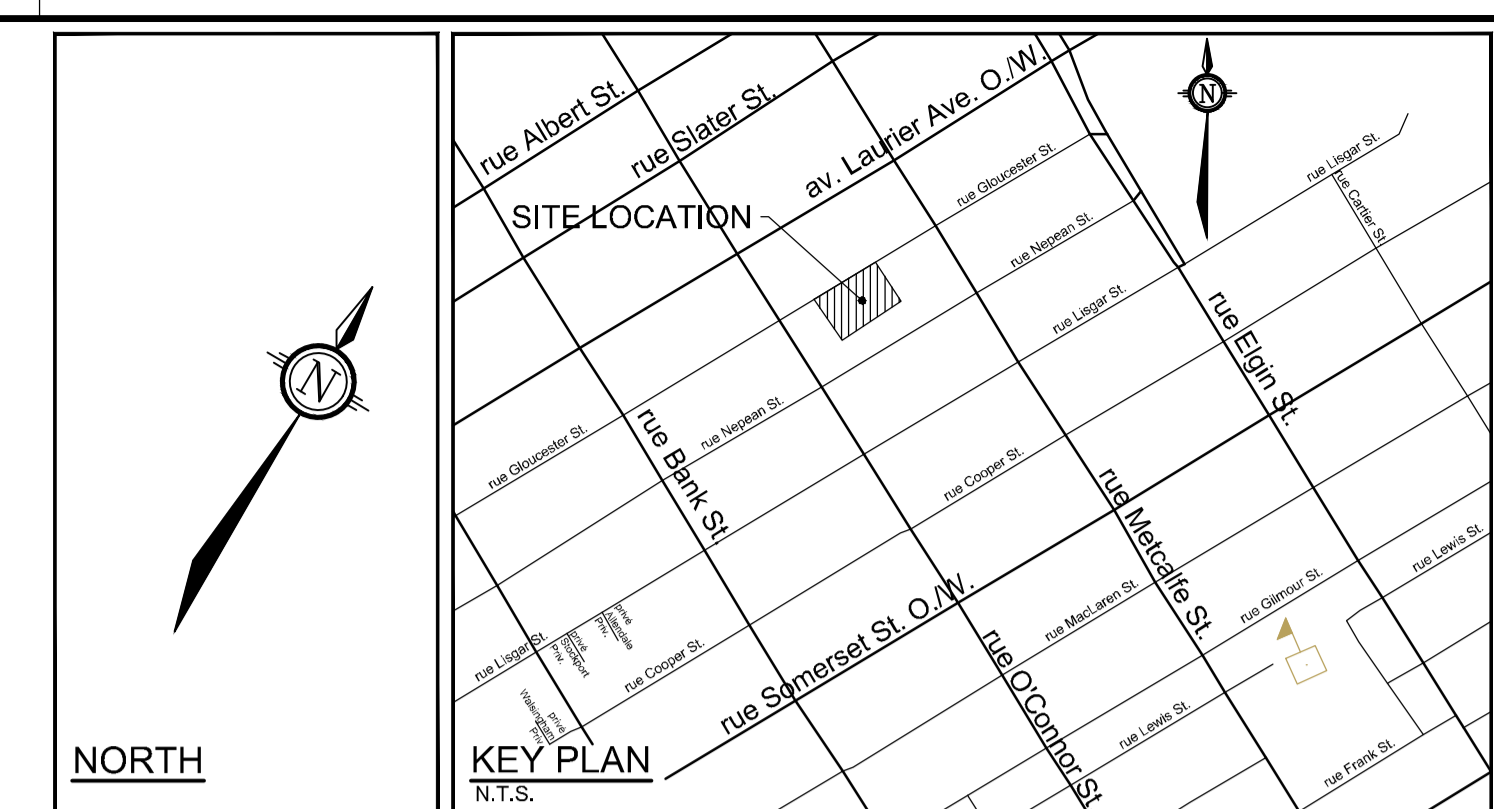 N
NORTH
rue Albert St.
rue Slater St.
av. Laurier Ave. O./W.
N
rue Gloucester St.
rue Lisgar St.
rue Cartier St.
SITE LOCATION
rue Nepean St.
rue Lisgar St.
rue Elgin St.
rue Gloucester St.
rue Bank St.
rue Nepean St.
rue Cooper St.
rue Metcalfe St.
rue Lewis St.
rue Somerset St. O./W.
rue MacLaren St.
rue Gilmour St.
rue Lisgar St.
privé
Allendale
Priv.
privé
Stockport
Priv.
rue Cooper St.
privé
Walsingham
Priv.
rue O'Connor St
rue Lewis St.
rue Frank St.
KEY PLAN
N.T.S.